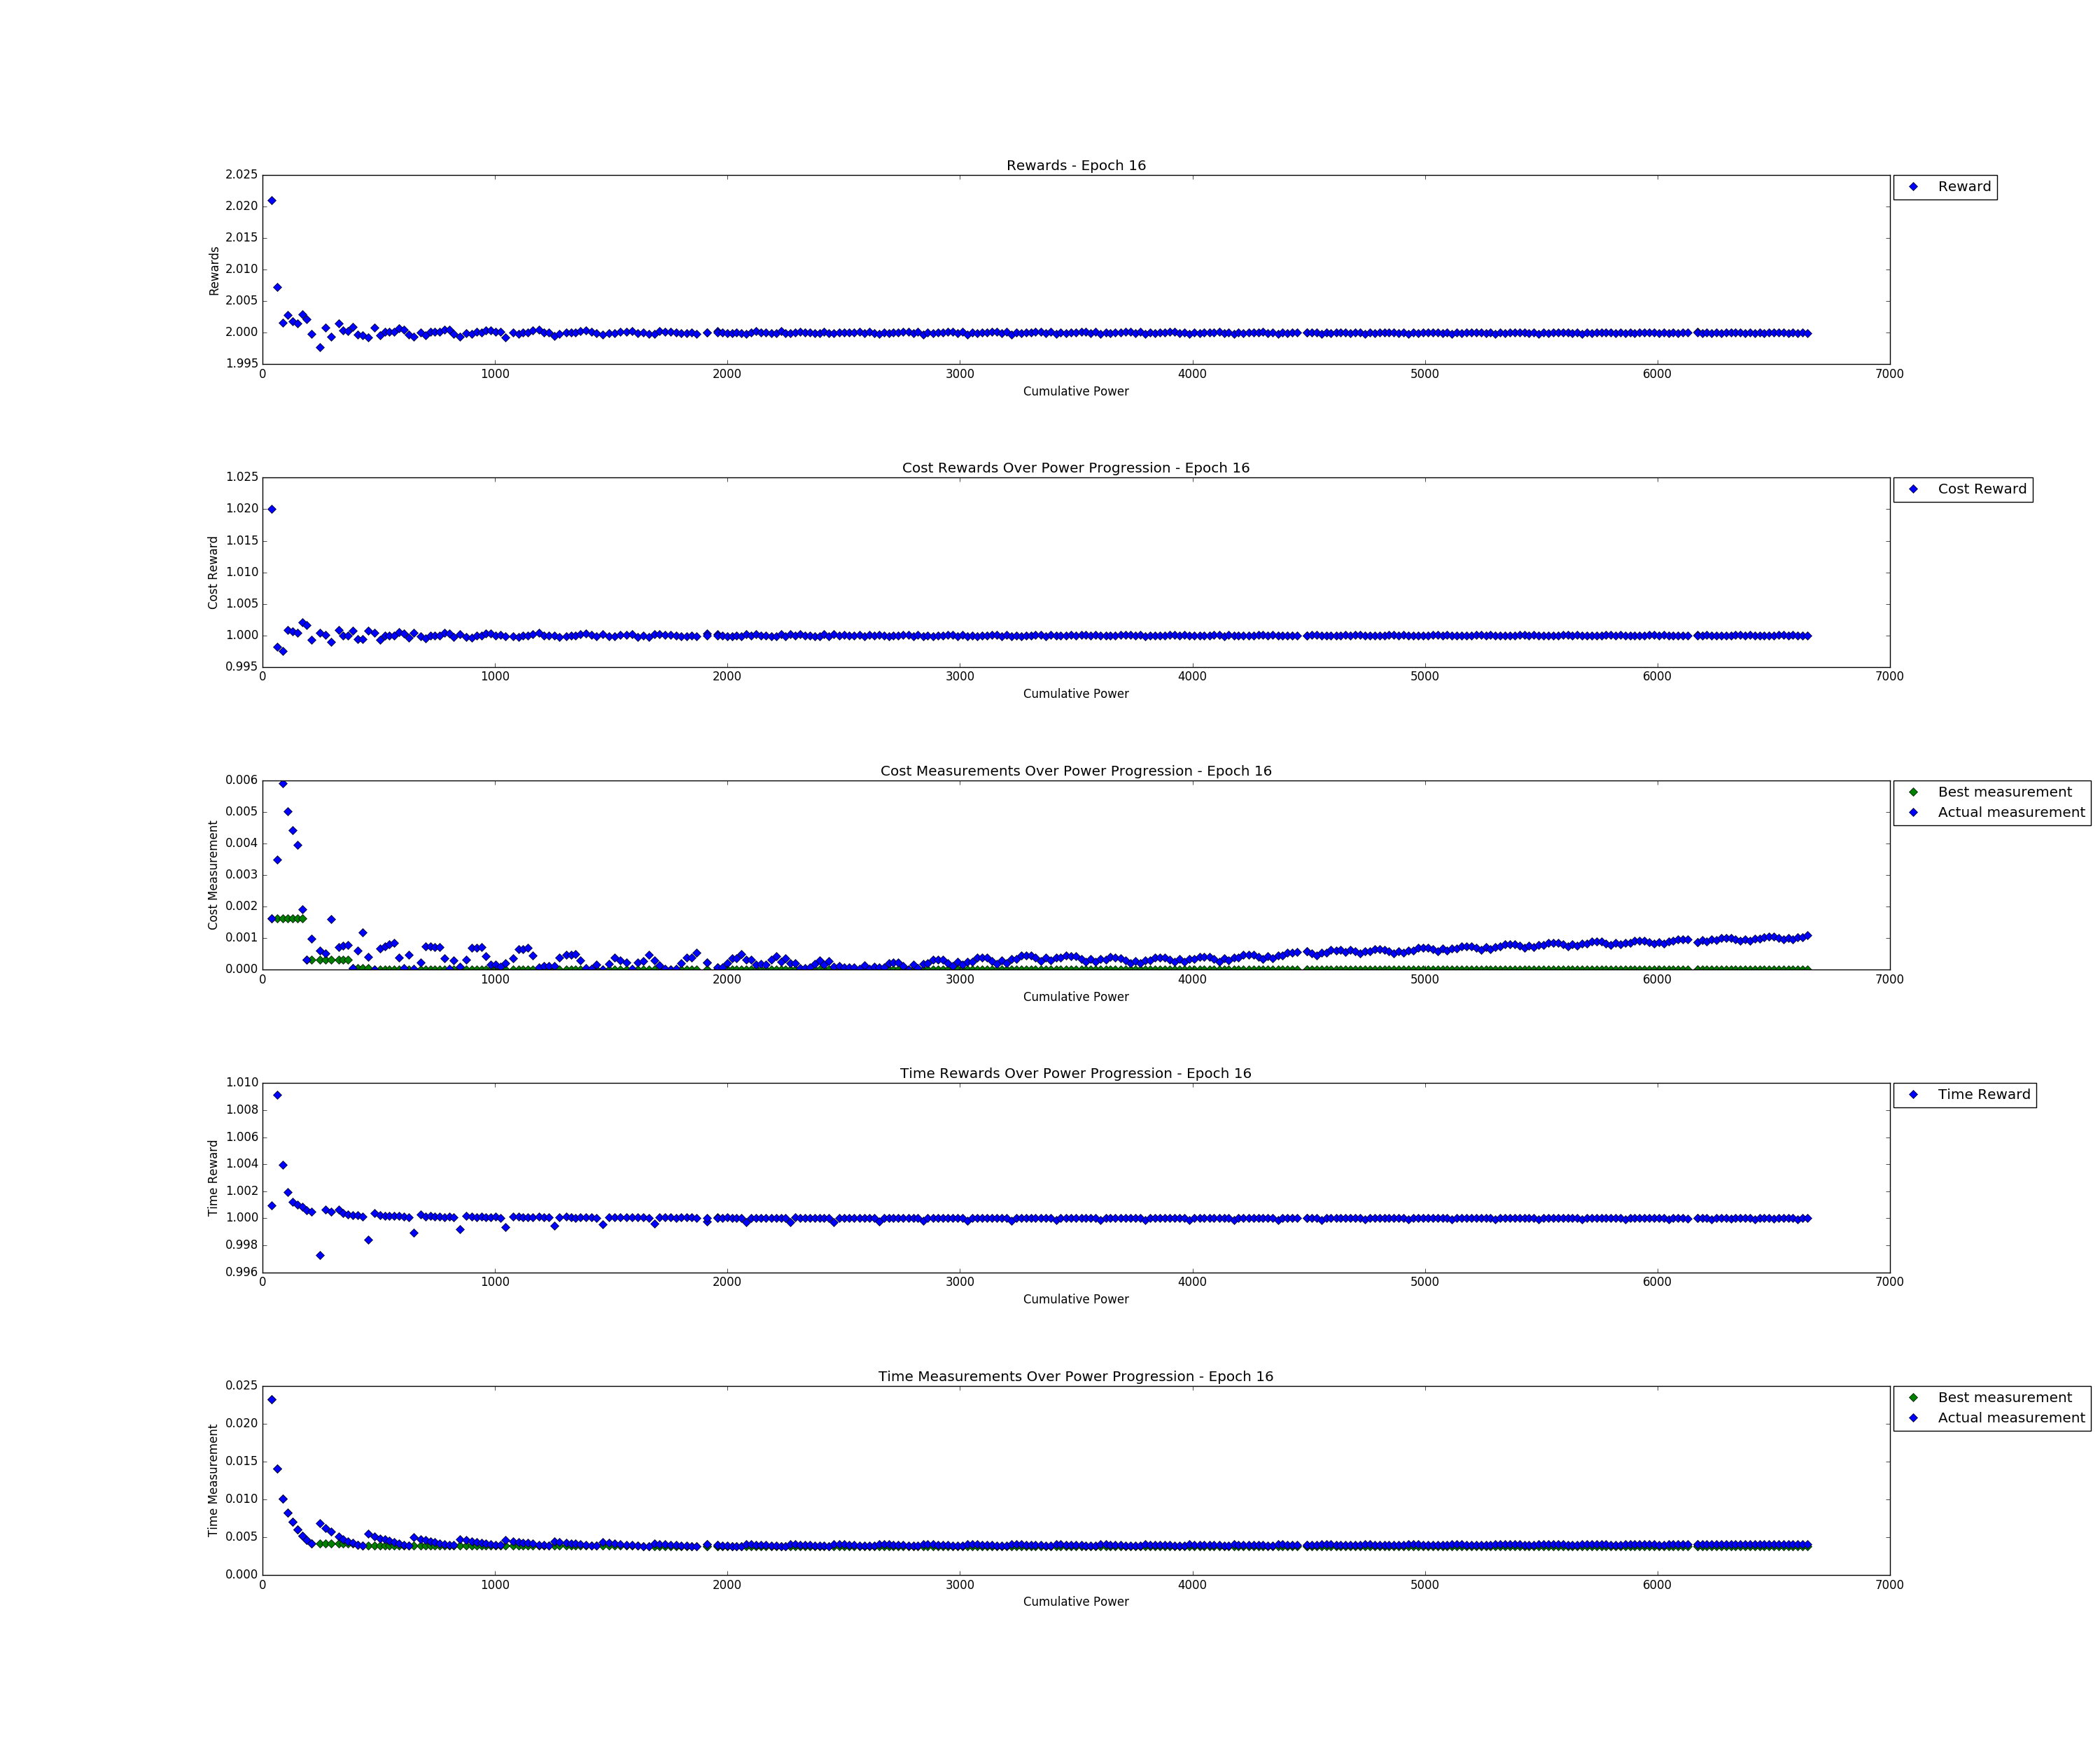 Rewards - Epoch 16
2.025
2.020
2.015
2.010
2.005
2.000
1.995
Rewards
0 1000 2000 3000 4000 5000 6000 7000
Cumulative Power
Reward
Cost Rewards Over Power Progression - Epoch 16
1.025
1.020
1.015
1.010
1.005
1.000
0.995
Cost Reward
0 1000 2000 3000 4000 5000 6000 7000
Cumulative Power
Cost Reward
Cost Measurements Over Power Progression - Epoch 16
0.006
0.005
0.004
0.003
0.002
0.001
0.000
Cost Measurement
0 1000 2000 3000 4000 5000 6000 7000
Cumulative Power
Best measurement
Actual measurement
Time Rewards Over Power Progression - Epoch 16
1.010
1.008
1.006
1.004
1.002
1.000
0.998
0.996
Time Reward
0 1000 2000 3000 4000 5000 6000 7000
Cumulative Power
Time Reward
Time Measurements Over Power Progression - Epoch 16
0.025
0.020
0.015
0.010
0.005
0.000
Time Measurement
0 1000 2000 3000 4000 5000 6000 7000
Cumulative Power
Best measurement
Actual measurement